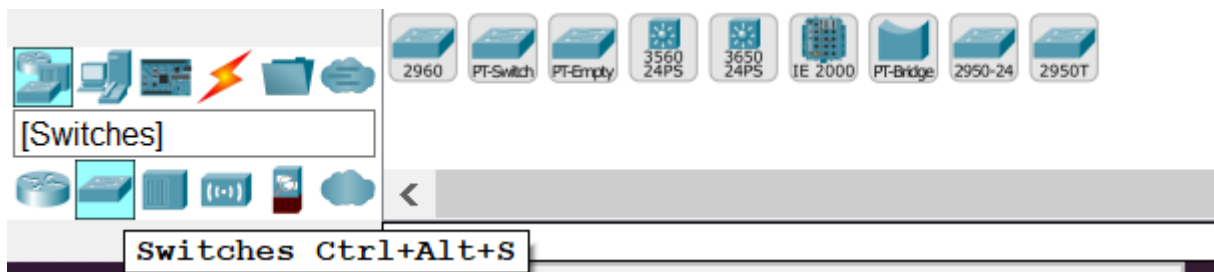 2960 PT-Switch PT-Empty 3560 24PS 3650 24PS IE 2000 PT-Bridge 2950-24 2950T
[Switches]
Switches Ctrl+Alt+S